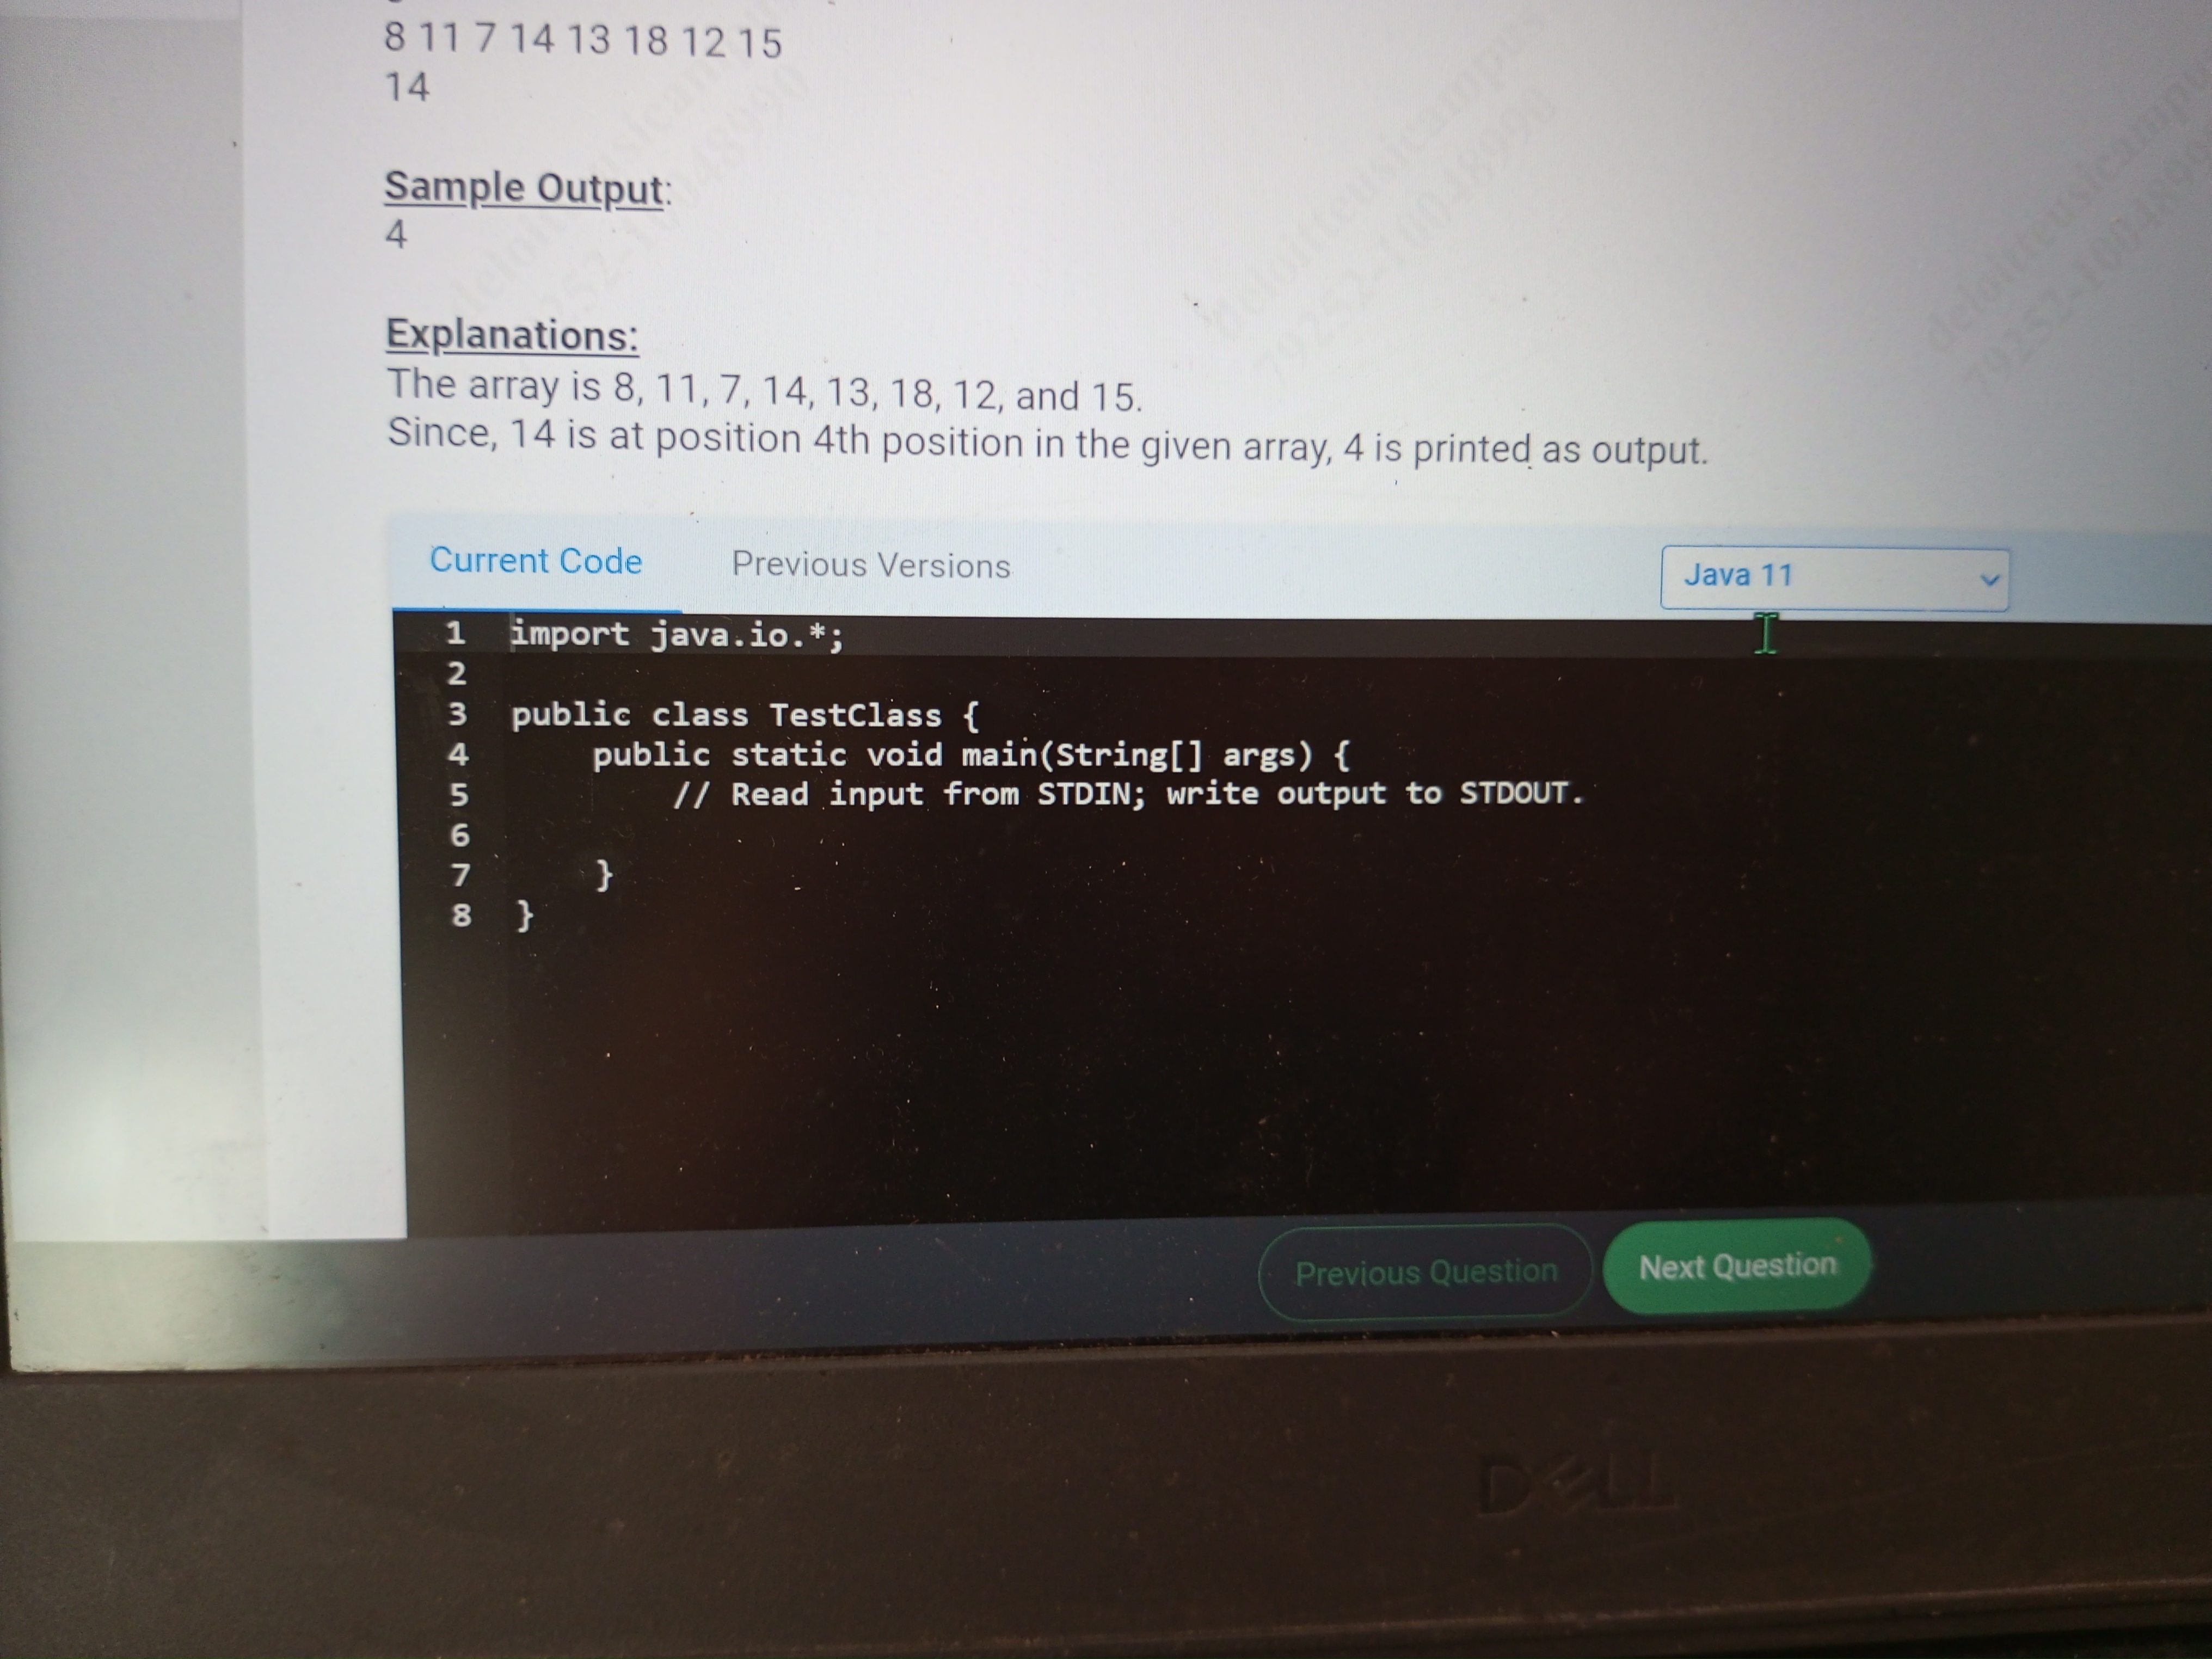 8 11 7 14 13 18 12 15
14
Sample Output:
4
Explanations:
The array is 8, 11, 7, 14, 13, 18, 12, and 15.
Since, 14 is at position 4th position in the given array, 4 is printed as output.
Current Code
Previous Versions
Java 11
1 import java.io.*;
2
3 public class TestClass {
4 public static void main(String[] args) {
5 // Read input from STDIN; write output to STDOUT.
6
7 }
8 }
Previous Question
Next Question
DELL